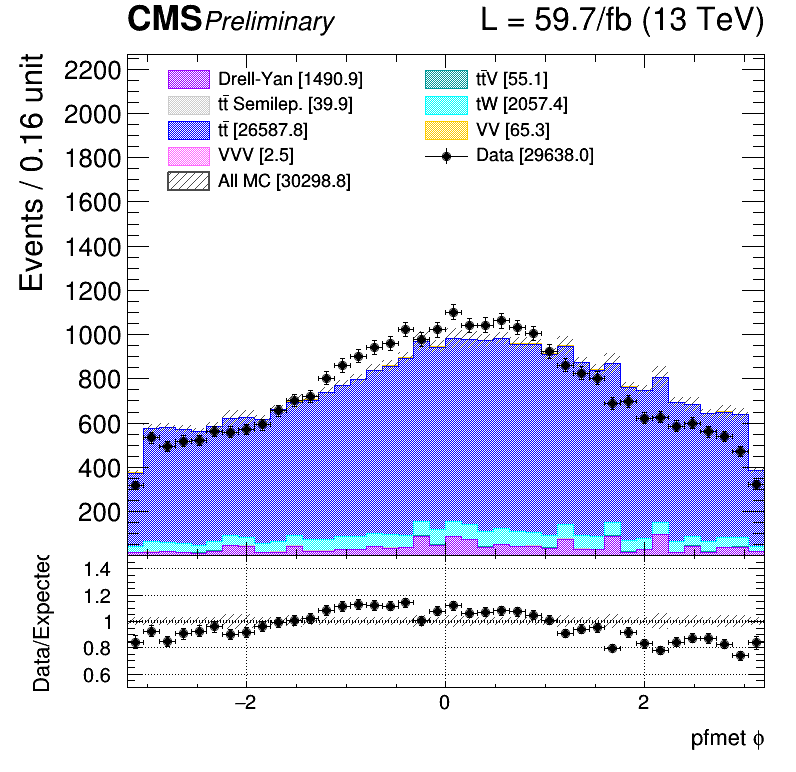 CMS Preliminary L = 59.7/fb (13 TeV)
Events / 0.16 unit
2200
2000
1800
1600
1400
1200
1000
800
600
400
200
Drell-Yan [1490.9]
tt̄ Semilep. [39.9]
tt̄ [26587.8]
VVV [2.5]
All MC [30298.8]
tt̄V [55.1]
tW [2057.4]
VV [65.3]
Data [29638.0]
Data/Expected
1.4
1.2
1
0.8
0.6
−2 0 2
pfmet ϕ